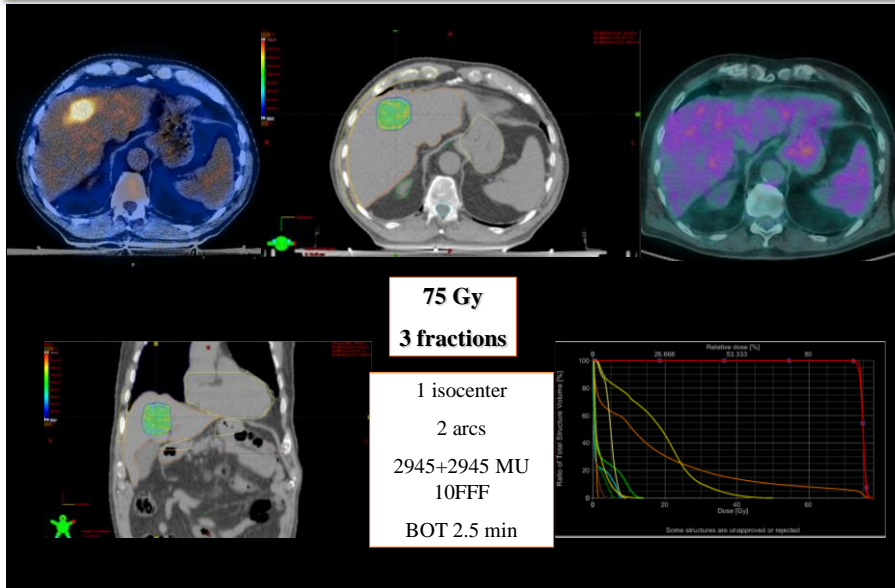 75 Gy
3 fractions
1 isocenter
2 arcs
2945+2945 MU
10FFF
BOT 2.5 min
Relative dose [%]
0 26.666 53.333 80
Ratio of Total Structure Volume [%]
100
80
60
40
20
0
0 20 40 60
Dose [Gy]
Some structures are unapproved or rejected
P